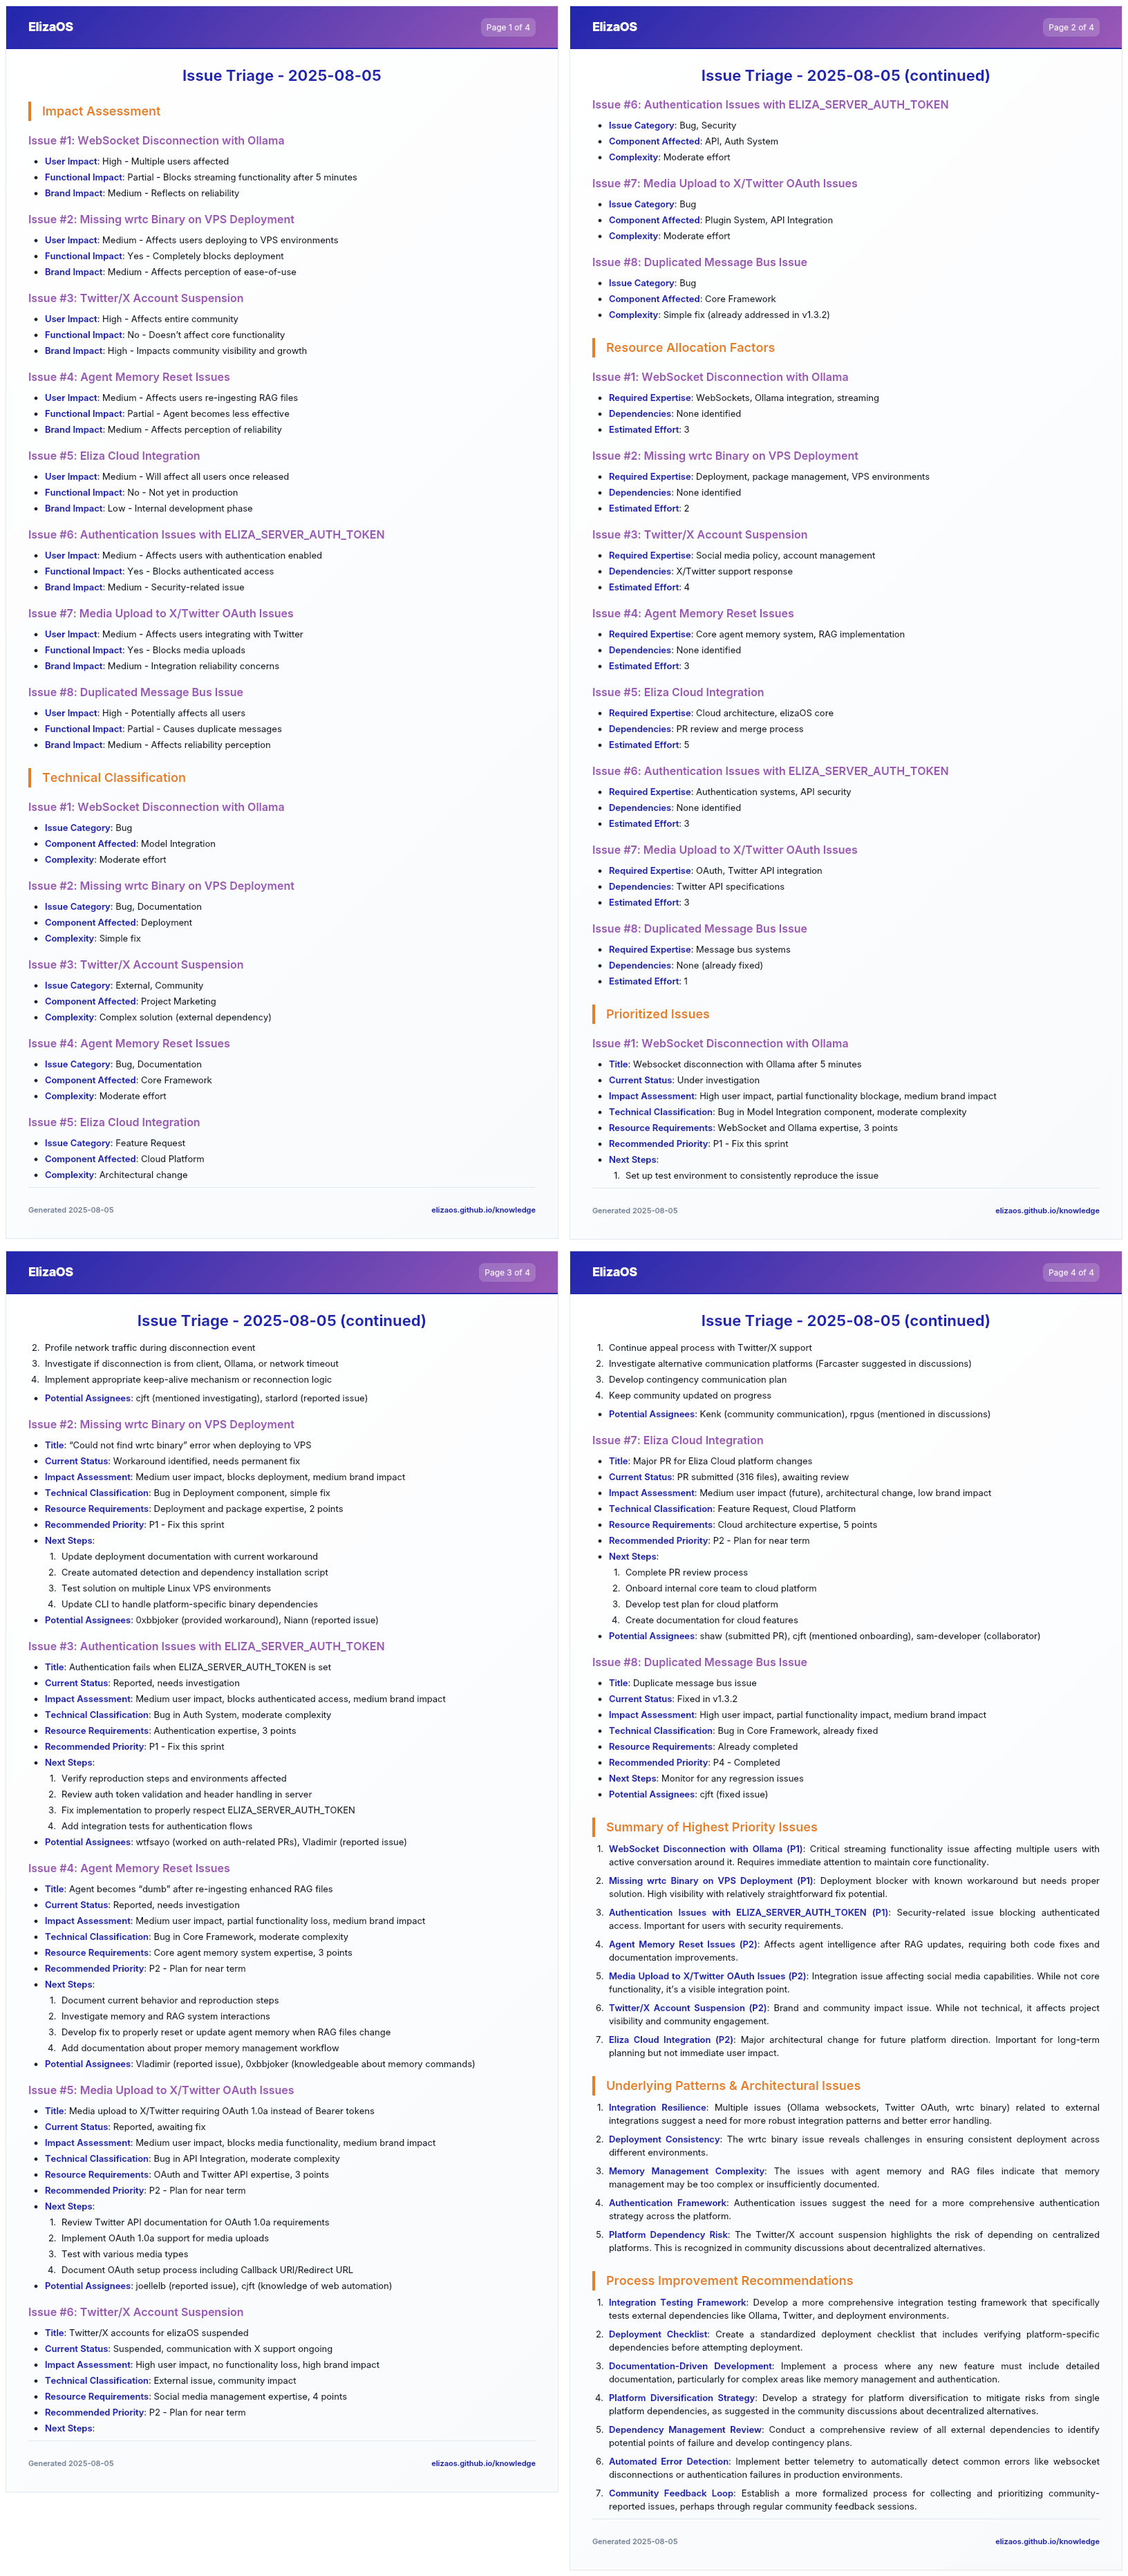 ElizaOS
Page 1 of 4
Issue Triage - 2025-08-05
Impact Assessment
Issue #1: WebSocket Disconnection with Ollama
• User Impact: High - Multiple users affected
• Functional Impact: Partial - Blocks streaming functionality after 5 minutes
• Brand Impact: Medium - Reflects on reliability
Issue #2: Missing wrtc Binary on VPS Deployment
• User Impact: Medium - Affects users deploying to VPS environments
• Functional Impact: Yes - Completely blocks deployment
• Brand Impact: Medium - Affects perception of ease-of-use
Issue #3: Twitter/X Account Suspension
• User Impact: High - Affects entire community
• Functional Impact: No - Doesn't affect core functionality
• Brand Impact: High - Impacts community visibility and growth
Issue #4: Agent Memory Reset Issues
• User Impact: Medium - Affects users re-ingesting RAG files
• Functional Impact: Partial - Agent becomes less effective
• Brand Impact: Medium - Affects perception of reliability
Issue #5: Eliza Cloud Integration
• User Impact: Medium - Will affect all users once released
• Functional Impact: No - Not yet in production
• Brand Impact: Low - Internal development phase
Issue #6: Authentication Issues with ELIZA_SERVER_AUTH_TOKEN
• User Impact: Medium - Affects users with authentication enabled
• Functional Impact: Yes - Blocks authenticated access
• Brand Impact: Medium - Security-related issue
Issue #7: Media Upload to X/Twitter OAuth Issues
• User Impact: Medium - Affects users integrating with Twitter
• Functional Impact: Yes - Blocks media uploads
• Brand Impact: Medium - Integration reliability concerns
Issue #8: Duplicated Message Bus Issue
• User Impact: High - Potentially affects all users
• Functional Impact: Partial - Causes duplicate messages
• Brand Impact: Medium - Affects reliability perception
Technical Classification
Issue #1: WebSocket Disconnection with Ollama
• Issue Category: Bug
• Component Affected: Model Integration
• Complexity: Moderate effort
Issue #2: Missing wrtc Binary on VPS Deployment
• Issue Category: Bug, Documentation
• Component Affected: Deployment
• Complexity: Simple fix
Issue #3: Twitter/X Account Suspension
• Issue Category: External, Community
• Component Affected: Project Marketing
• Complexity: Complex solution (external dependency)
Issue #4: Agent Memory Reset Issues
• Issue Category: Bug, Documentation
• Component Affected: Core Framework
• Complexity: Moderate effort
Issue #5: Eliza Cloud Integration
• Issue Category: Feature Request
• Component Affected: Cloud Platform
• Complexity: Architectural change
Generated 2025-08-05
elizaos.github.io/knowledge
ElizaOS
Page 2 of 4
Issue Triage - 2025-08-05 (continued)
Issue #6: Authentication Issues with ELIZA_SERVER_AUTH_TOKEN
• Issue Category: Bug, Security
• Component Affected: API, Auth System
• Complexity: Moderate effort
Issue #7: Media Upload to X/Twitter OAuth Issues
• Issue Category: Bug
• Component Affected: Plugin System, API Integration
• Complexity: Moderate effort
Issue #8: Duplicated Message Bus Issue
• Issue Category: Bug
• Component Affected: Core Framework
• Complexity: Simple fix (already addressed in v1.3.2)
Resource Allocation Factors
Issue #1: WebSocket Disconnection with Ollama
• Required Expertise: WebSockets, Ollama integration, streaming
• Dependencies: None identified
• Estimated Effort: 3
Issue #2: Missing wrtc Binary on VPS Deployment
• Required Expertise: Deployment, package management, VPS environments
• Dependencies: None identified
• Estimated Effort: 2
Issue #3: Twitter/X Account Suspension
• Required Expertise: Social media policy, account management
• Dependencies: X/Twitter support response
• Estimated Effort: 4
Issue #4: Agent Memory Reset Issues
• Required Expertise: Core agent memory system, RAG implementation
• Dependencies: None identified
• Estimated Effort: 3
Issue #5: Eliza Cloud Integration
• Required Expertise: Cloud architecture, elizaOS core
• Dependencies: PR review and merge process
• Estimated Effort: 5
Issue #6: Authentication Issues with ELIZA_SERVER_AUTH_TOKEN
• Required Expertise: Authentication systems, API security
• Dependencies: None identified
• Estimated Effort: 3
Issue #7: Media Upload to X/Twitter OAuth Issues
• Required Expertise: OAuth, Twitter API integration
• Dependencies: Twitter API specifications
• Estimated Effort: 3
Issue #8: Duplicated Message Bus Issue
• Required Expertise: Message bus systems
• Dependencies: None (already fixed)
• Estimated Effort: 1
Prioritized Issues
Issue #1: WebSocket Disconnection with Ollama
• Title: Websocket disconnection with Ollama after 5 minutes
• Current Status: Under investigation
• Impact Assessment: High user impact, partial functionality blockage, medium brand impact
• Technical Classification: Bug in Model Integration component, moderate complexity
• Resource Requirements: WebSocket and Ollama expertise, 3 points
• Recommended Priority: P1 - Fix this sprint
• Next Steps:
1. Set up test environment to consistently reproduce the issue
Generated 2025-08-05
elizaos.github.io/knowledge
ElizaOS
Page 3 of 4
Issue Triage - 2025-08-05 (continued)
2. Profile network traffic during disconnection event
3. Investigate if disconnection is from client, Ollama, or network timeout
4. Implement appropriate keep-alive mechanism or reconnection logic
• Potential Assignees: cjft (mentioned investigating), starlord (reported issue)
Issue #2: Missing wrtc Binary on VPS Deployment
• Title: “Could not find wrtc binary” error when deploying to VPS
• Current Status: Workaround identified, needs permanent fix
• Impact Assessment: Medium user impact, blocks deployment, medium brand impact
• Technical Classification: Bug in Deployment component, simple fix
• Resource Requirements: Deployment and package expertise, 2 points
• Recommended Priority: P1 - Fix this sprint
• Next Steps:
1. Update deployment documentation with current workaround
2. Create automated detection and dependency installation script
3. Test solution on multiple Linux VPS environments
4. Update CLI to handle platform-specific binary dependencies
• Potential Assignees: 0xbbjoker (provided workaround), Niann (reported issue)
Issue #3: Authentication Issues with ELIZA_SERVER_AUTH_TOKEN
• Title: Authentication fails when ELIZA_SERVER_AUTH_TOKEN is set
• Current Status: Reported, needs investigation
• Impact Assessment: Medium user impact, blocks authenticated access, medium brand impact
• Technical Classification: Bug in Auth System, moderate complexity
• Resource Requirements: Authentication expertise, 3 points
• Recommended Priority: P1 - Fix this sprint
• Next Steps:
1. Verify reproduction steps and environments affected
2. Review auth token validation and header handling in server
3. Fix implementation to properly respect ELIZA_SERVER_AUTH_TOKEN
4. Add integration tests for authentication flows
• Potential Assignees: wtfsayo (worked on auth-related PRs), Vladimir (reported issue)
Issue #4: Agent Memory Reset Issues
• Title: Agent becomes “dumb” after re-ingesting enhanced RAG files
• Current Status: Reported, needs investigation
• Impact Assessment: Medium user impact, partial functionality loss, medium brand impact
• Technical Classification: Bug in Core Framework, moderate complexity
• Resource Requirements: Core agent memory system expertise, 3 points
• Recommended Priority: P2 - Plan for near term
• Next Steps:
1. Document current behavior and reproduction steps
2. Investigate memory and RAG system interactions
3. Develop fix to properly reset or update agent memory when RAG files change
4. Add documentation about proper memory management workflow
• Potential Assignees: Vladimir (reported issue), 0xbbjoker (knowledgeable about memory commands)
Issue #5: Media Upload to X/Twitter OAuth Issues
• Title: Media upload to X/Twitter requiring OAuth 1.0a instead of Bearer tokens
• Current Status: Reported, awaiting fix
• Impact Assessment: Medium user impact, blocks media functionality, medium brand impact
• Technical Classification: Bug in API Integration, moderate complexity
• Resource Requirements: OAuth and Twitter API expertise, 3 points
• Recommended Priority: P2 - Plan for near term
• Next Steps:
1. Review Twitter API documentation for OAuth 1.0a requirements
2. Implement OAuth 1.0a support for media uploads
3. Test with various media types
4. Document OAuth setup process including Callback URI/Redirect URL
• Potential Assignees: joellelb (reported issue), cjft (knowledge of web automation)
Issue #6: Twitter/X Account Suspension
• Title: Twitter/X accounts for elizaOS suspended
• Current Status: Suspended, communication with X support ongoing
• Impact Assessment: High user impact, no functionality loss, high brand impact
• Technical Classification: External issue, community impact
• Resource Requirements: Social media management expertise, 4 points
• Recommended Priority: P2 - Plan for near term
• Next Steps:
Generated 2025-08-05
elizaos.github.io/knowledge
ElizaOS
Page 4 of 4
Issue Triage - 2025-08-05 (continued)
1. Continue appeal process with Twitter/X support
2. Investigate alternative communication platforms (Farcaster suggested in discussions)
3. Develop contingency communication plan
4. Keep community updated on progress
• Potential Assignees: Kenk (community communication), rpgus (mentioned in discussions)
Issue #7: Eliza Cloud Integration
• Title: Major PR for Eliza Cloud platform changes
• Current Status: PR submitted (316 files), awaiting review
• Impact Assessment: Medium user impact (future), architectural change, low brand impact
• Technical Classification: Feature Request, Cloud Platform
• Resource Requirements: Cloud architecture expertise, 5 points
• Recommended Priority: P2 - Plan for near term
• Next Steps:
1. Complete PR review process
2. Onboard internal core team to cloud platform
3. Develop test plan for cloud platform
4. Create documentation for cloud features
• Potential Assignees: shaw (submitted PR), cjft (mentioned onboarding), sam-developer (collaborator)
Issue #8: Duplicated Message Bus Issue
• Title: Duplicate message bus issue
• Current Status: Fixed in v1.3.2
• Impact Assessment: High user impact, partial functionality impact, medium brand impact
• Technical Classification: Bug in Core Framework, already fixed
• Resource Requirements: Already completed
• Recommended Priority: P4 - Completed
• Next Steps: Monitor for any regression issues
• Potential Assignees: cjft (fixed issue)
Summary of Highest Priority Issues
1. WebSocket Disconnection with Ollama (P1): Critical streaming functionality issue affecting multiple users with
active conversation around it. Requires immediate attention to maintain core functionality.
2. Missing wrtc Binary on VPS Deployment (P1): Deployment blocker with known workaround but needs proper
solution. High visibility with relatively straightforward fix potential.
3. Authentication Issues with ELIZA_SERVER_AUTH_TOKEN (P1): Security-related issue blocking authenticated
access. Important for users with security requirements.
4. Agent Memory Reset Issues (P2): Affects agent intelligence after RAG updates, requiring both code fixes and
documentation improvements.
5. Media Upload to X/Twitter OAuth Issues (P2): Integration issue affecting social media capabilities. While not core
functionality, it's a visible integration point.
6. Twitter/X Account Suspension (P2): Brand and community impact issue. While not technical, it affects project
visibility and community engagement.
7. Eliza Cloud Integration (P2): Major architectural change for future platform direction. Important for long-term
planning but not immediate user impact.
Underlying Patterns & Architectural Issues
1. Integration Resilience: Multiple issues (Ollama websockets, Twitter OAuth, wrtc binary) related to external
integrations suggest a need for more robust integration patterns and better error handling.
2. Deployment Consistency: The wrtc binary issue reveals challenges in ensuring consistent deployment across
different environments.
3. Memory Management Complexity: The issues with agent memory and RAG files indicate that memory
management may be too complex or insufficiently documented.
4. Authentication Framework: Authentication issues suggest the need for a more comprehensive authentication
strategy across the platform.
5. Platform Dependency Risk: The Twitter/X account suspension highlights the risk of depending on centralized
platforms. This is recognized in community discussions about decentralized alternatives.
Process Improvement Recommendations
1. Integration Testing Framework: Develop a more comprehensive integration testing framework that specifically
tests external dependencies like Ollama, Twitter, and deployment environments.
2. Deployment Checklist: Create a standardized deployment checklist that includes verifying platform-specific
dependencies before attempting deployment.
3. Documentation-Driven Development: Implement a process where any new feature must include detailed
documentation, particularly for complex areas like memory management and authentication.
4. Platform Diversification Strategy: Develop a strategy for platform diversification to mitigate risks from single
platform dependencies, as suggested in the community discussions about decentralized alternatives.
5. Dependency Management Review: Conduct a comprehensive review of all external dependencies to identify
potential points of failure and develop contingency plans.
6. Automated Error Detection: Implement better telemetry to automatically detect common errors like websocket
disconnections or authentication failures in production environments.
7. Community Feedback Loop: Establish a more formalized process for collecting and prioritizing community-
reported issues, perhaps through regular community feedback sessions.
Generated 2025-08-05
elizaos.github.io/knowledge